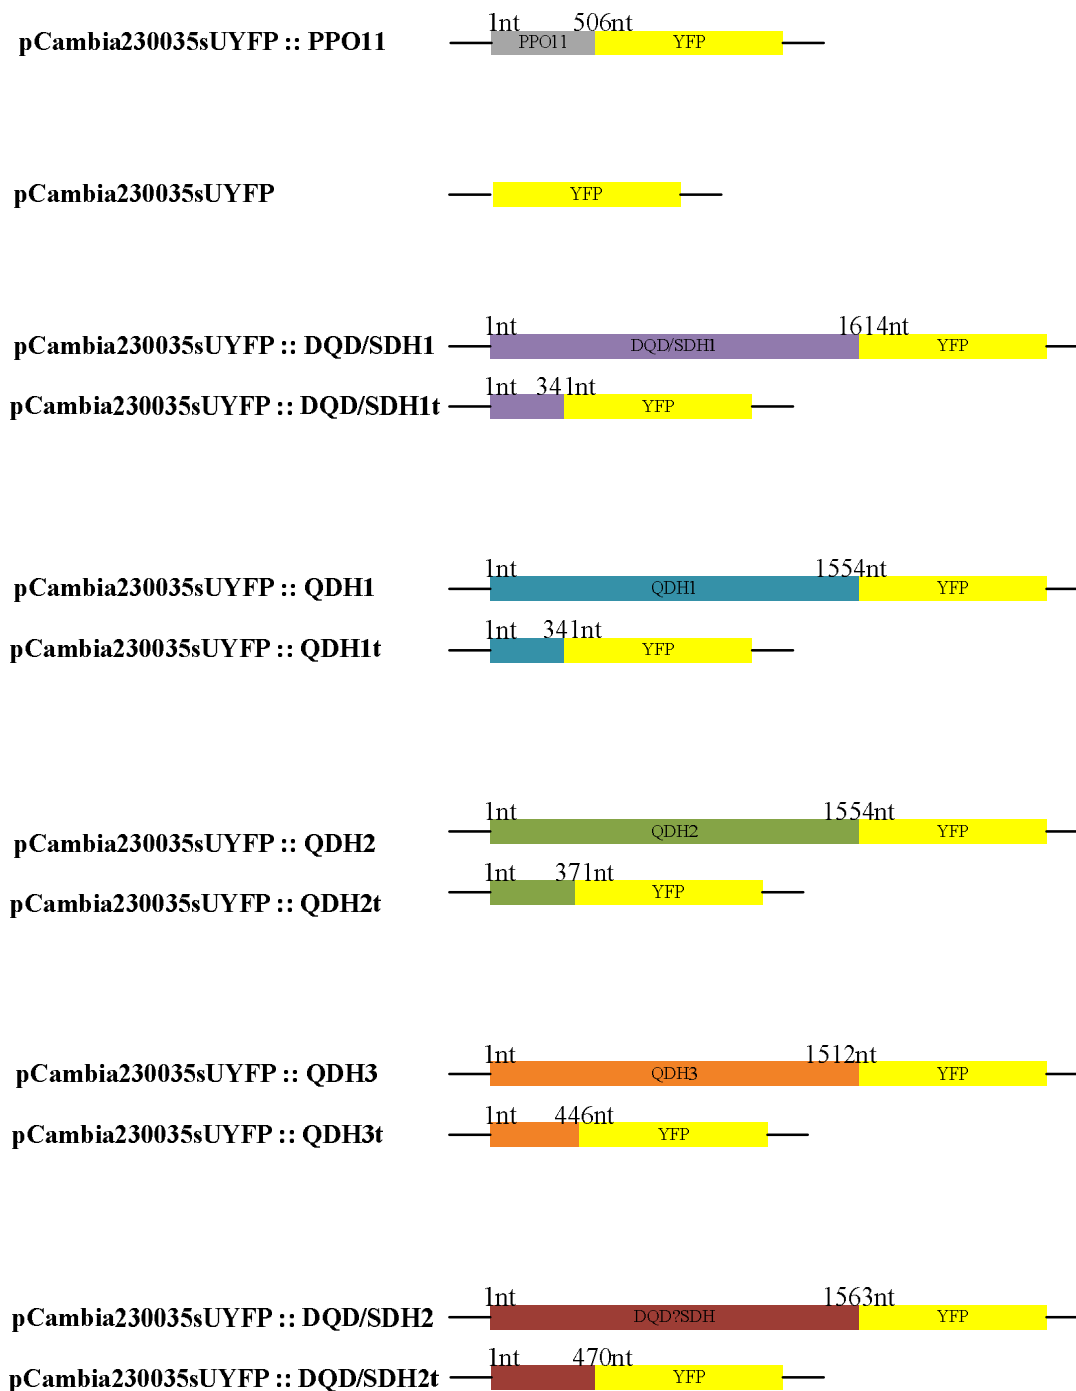 1nt 506nt
pCambia230035sUYFP :: PPO11 PPO11 YFP
pCambia230035sUYFP YFP
1nt 1614nt
pCambia230035sUYFP :: DQD/SDH1 DQD/SDH1 YFP
1nt 341nt
pCambia230035sUYFP :: DQD/SDH1t YFP
1nt 1554nt
pCambia230035sUYFP :: QDH1 QDH1 YFP
1nt 341nt
pCambia230035sUYFP :: QDH1t YFP
1nt 1554nt
pCambia230035sUYFP :: QDH2 QDH2 YFP
1nt 371nt
pCambia230035sUYFP :: QDH2t YFP
1nt 1512nt
pCambia230035sUYFP :: QDH3 QDH3 YFP
1nt 446nt
pCambia230035sUYFP :: QDH3t YFP
1nt 1563nt
pCambia230035sUYFP :: DQD/SDH2 DQD?SDH YFP
1nt 470nt
pCambia230035sUYFP :: DQD/SDH2t YFP